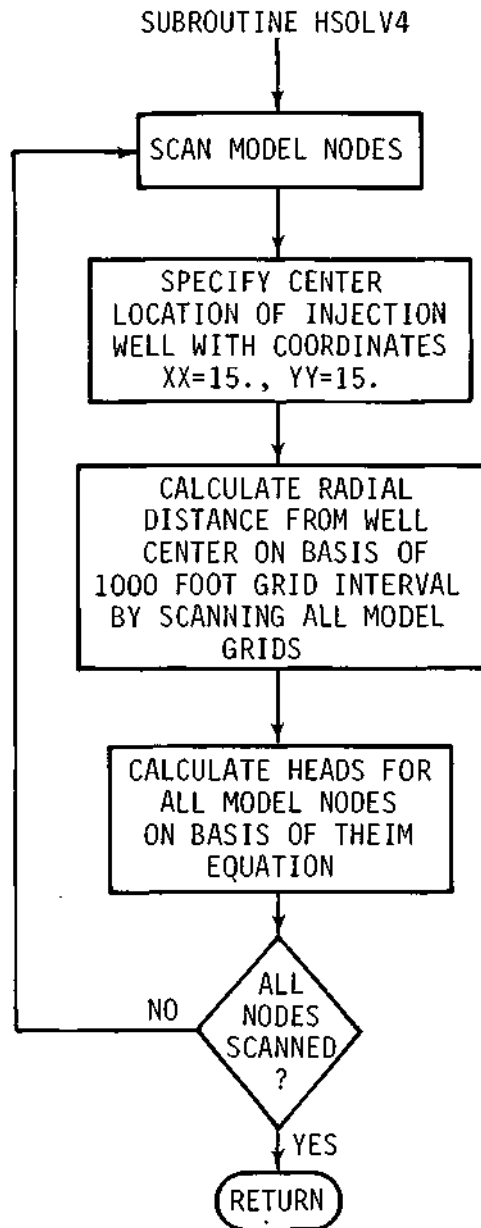 SUBROUTINE HSOLV4
SCAN MODEL NODES
SPECIFY CENTER
LOCATION OF INJECTION
WELL WITH COORDINATES
XX=15., YY=15.
CALCULATE RADIAL
DISTANCE FROM WELL
CENTER ON BASIS OF
1000 FOOT GRID INTERVAL
BY SCANNING ALL MODEL
GRIDS
CALCULATE HEADS FOR
ALL MODEL NODES
ON BASIS OF THEIM
EQUATION
ALL
NODES
SCANNED
?
NO
YES
RETURN